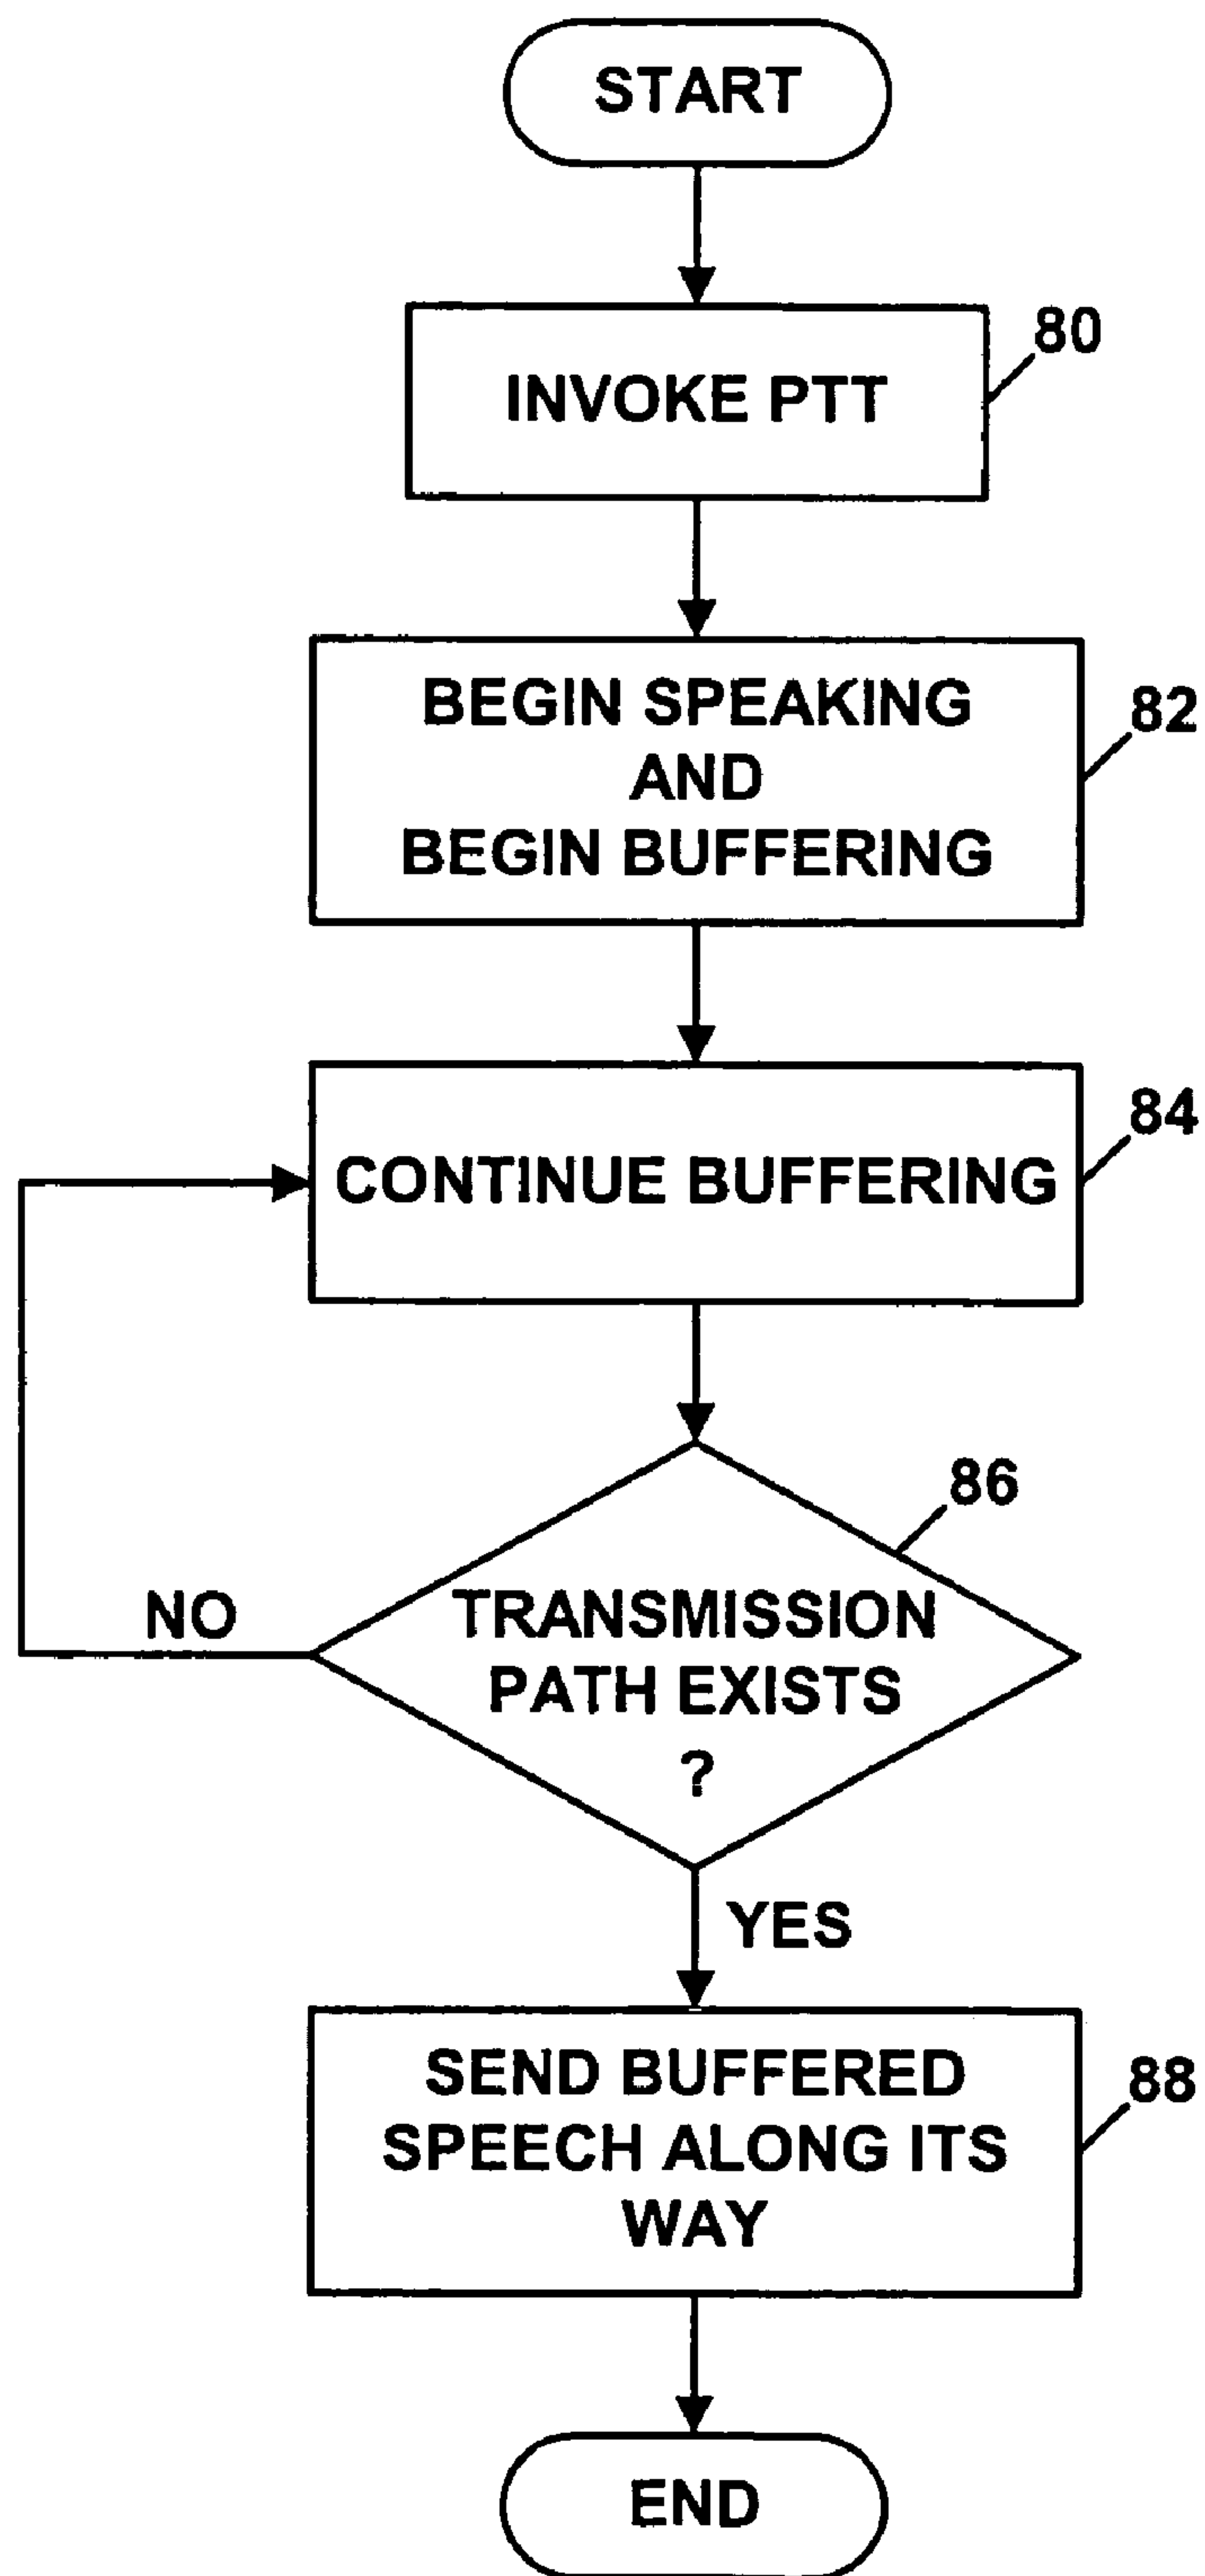 START
INVOKE PTT
80
BEGIN SPEAKING
AND
BEGIN BUFFERING
82
CONTINUE BUFFERING
84
TRANSMISSION
PATH EXISTS
?
86
NO
YES
SEND BUFFERED
SPEECH ALONG ITS
WAY
88
END